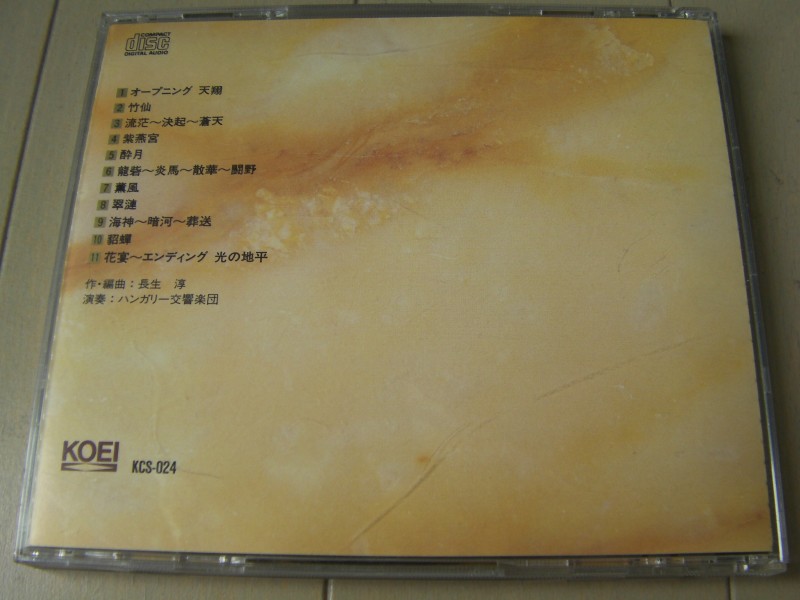 COMPACT
disc
DIGITAL AUDIO
1 オープニング 天翔
2 竹仙
3 流茫〜決起〜蒼天
4 紫燕宮
5 酔月
6 龍砦〜炎馬〜散華〜闘野
7 薫風
8 翠漣
9 海神〜暗河〜葬送
10 貂蟬
11 花宴〜エンディング 光の地平
作・編曲：長生 淳
演奏：ハンガリー交響楽団
KOEI
KCS-024